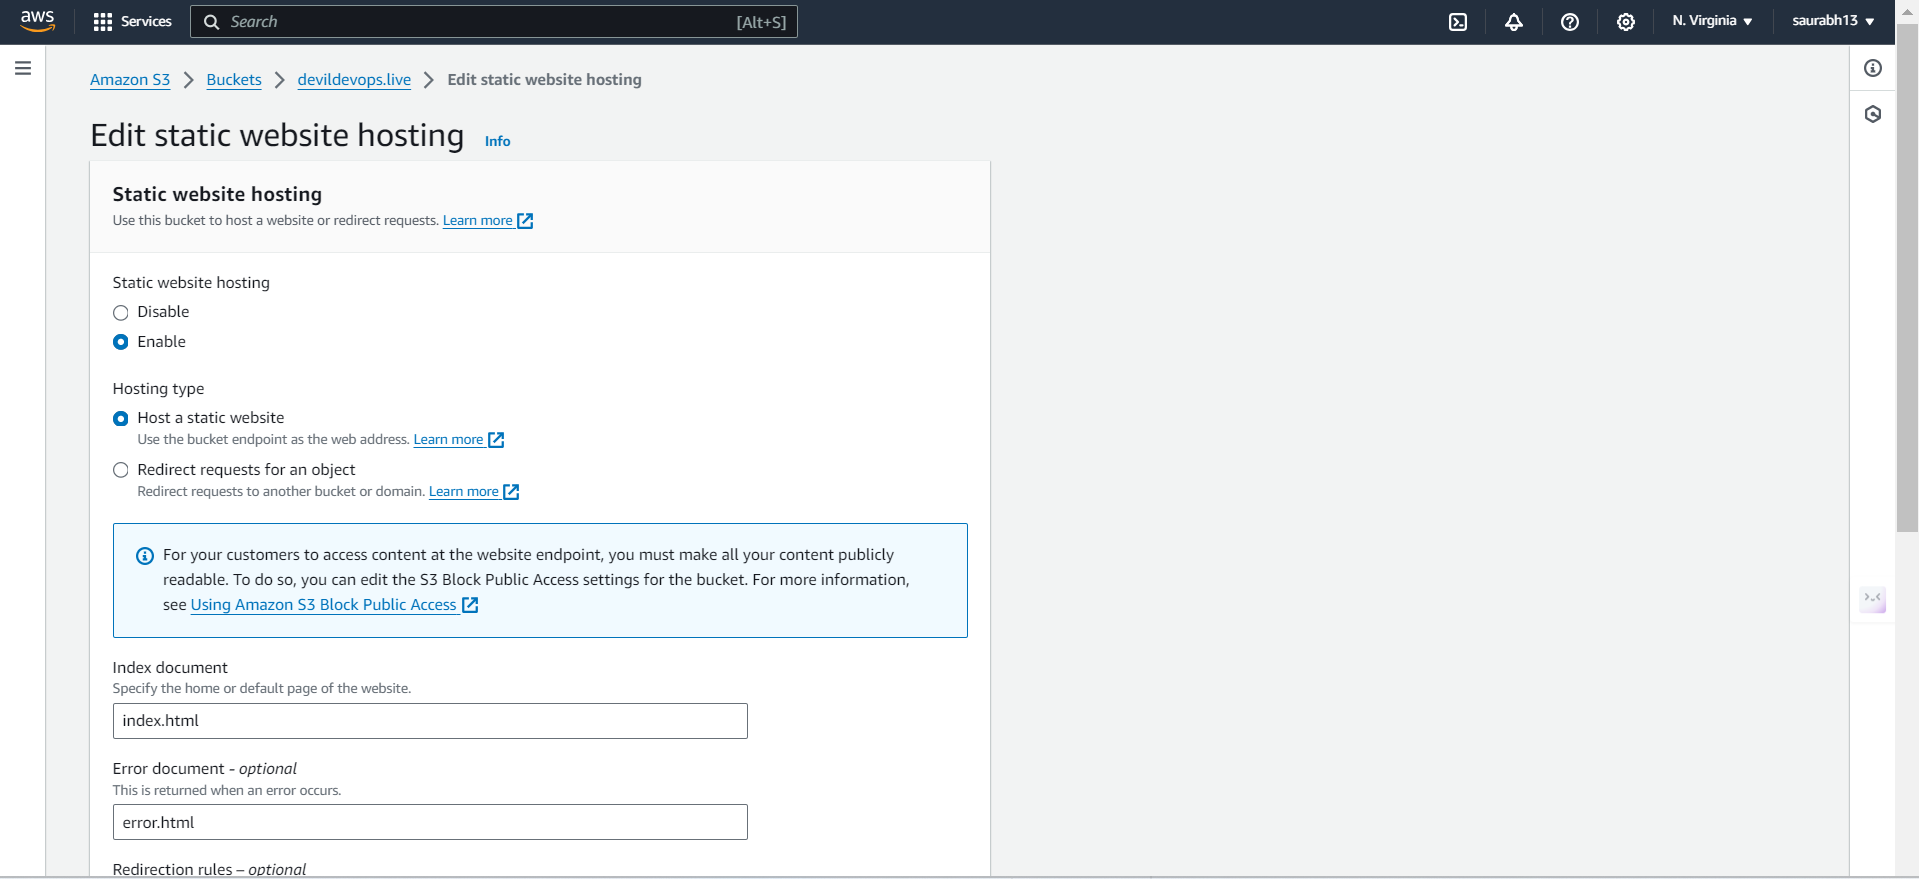 aws Services Search [Alt+S] N. Virginia saurabh13
Amazon S3 Buckets devildevops.live Edit static website hosting
Edit static website hosting Info
Static website hosting
Use this bucket to host a website or redirect requests. Learn more
Static website hosting
Disable
Enable
Hosting type
Host a static website
Use the bucket endpoint as the web address. Learn more
Redirect requests for an object
Redirect requests to another bucket or domain. Learn more
For your customers to access content at the website endpoint, you must make all your content publicly
readable. To do so, you can edit the S3 Block Public Access settings for the bucket. For more information,
see Using Amazon S3 Block Public Access
Index document
Specify the home or default page of the website.
index.html
Error document - optional
This is returned when an error occurs.
error.html
Redirection rules – optional